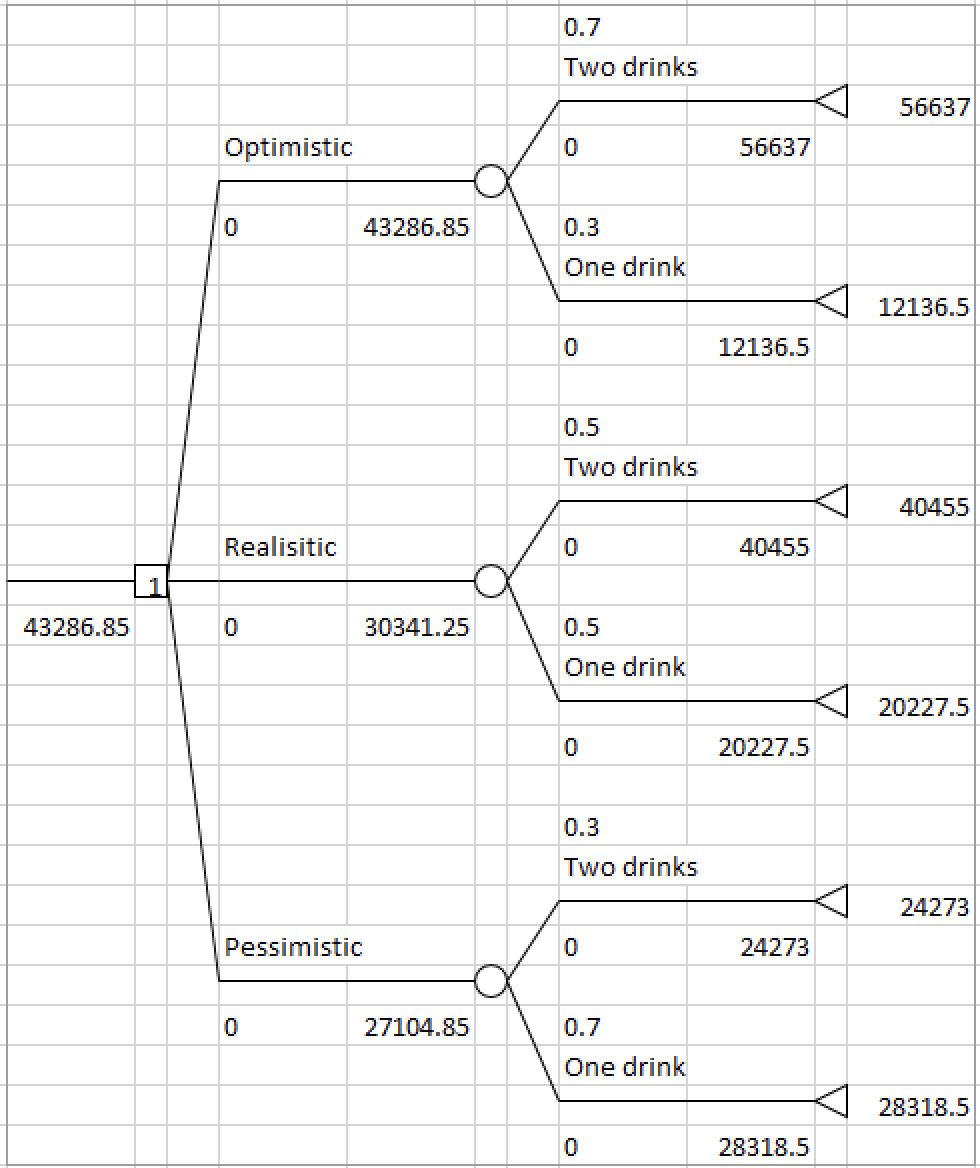 0.7
Two drinks
56637
0 56637
Optimistic
0 43286.85
0.3
One drink
12136.5
0 12136.5
0.5
Two drinks
40455
0 40455
Realisitic
1
43286.85 0 30341.25
0.5
One drink
20227.5
0 20227.5
0.3
Two drinks
24273
0 24273
Pessimistic
0 27104.85
0.7
One drink
28318.5
0 28318.5